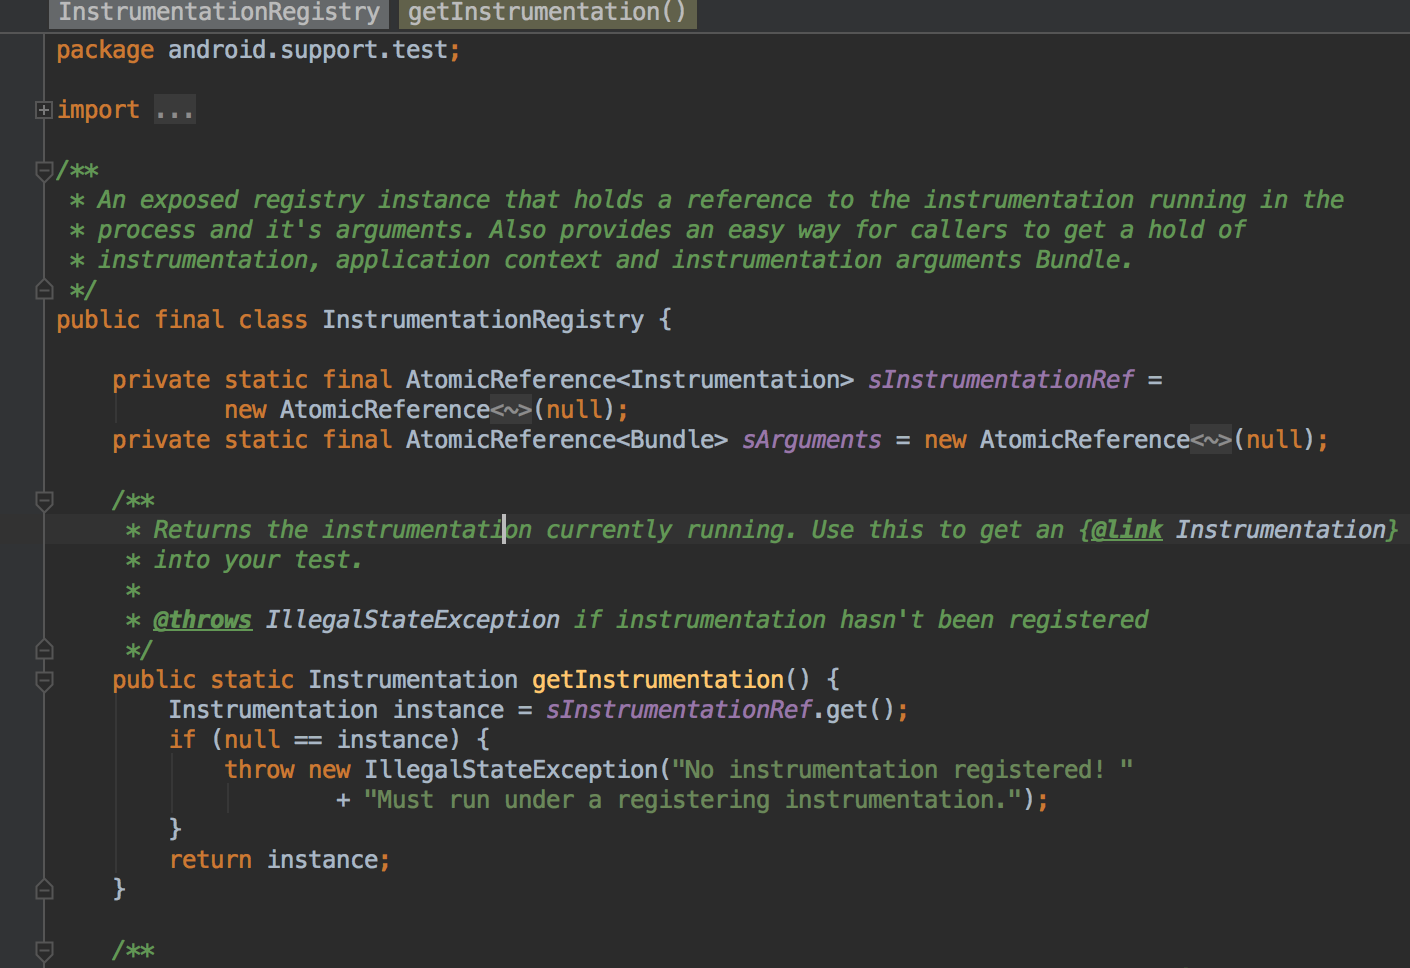 InstrumentationRegistry getInstrumentation()
package android.support.test;
import ...
/**
* An exposed registry instance that holds a reference to the instrumentation running in the
* process and it's arguments. Also provides an easy way for callers to get a hold of
* instrumentation, application context and instrumentation arguments Bundle.
*/
public final class InstrumentationRegistry {
private static final AtomicReference<Instrumentation> sInstrumentationRef =
new AtomicReference<~>(null);
private static final AtomicReference<Bundle> sArguments = new AtomicReference<~>(null);
/**
* Returns the instrumentation currently running. Use this to get an {@link Instrumentation}
* into your test.
*
* @throws IllegalStateException if instrumentation hasn't been registered
*/
public static Instrumentation getInstrumentation() {
Instrumentation instance = sInstrumentationRef.get();
if (null == instance) {
throw new IllegalStateException("No instrumentation registered! "
+ "Must run under a registering instrumentation.");
}
return instance;
}
/**